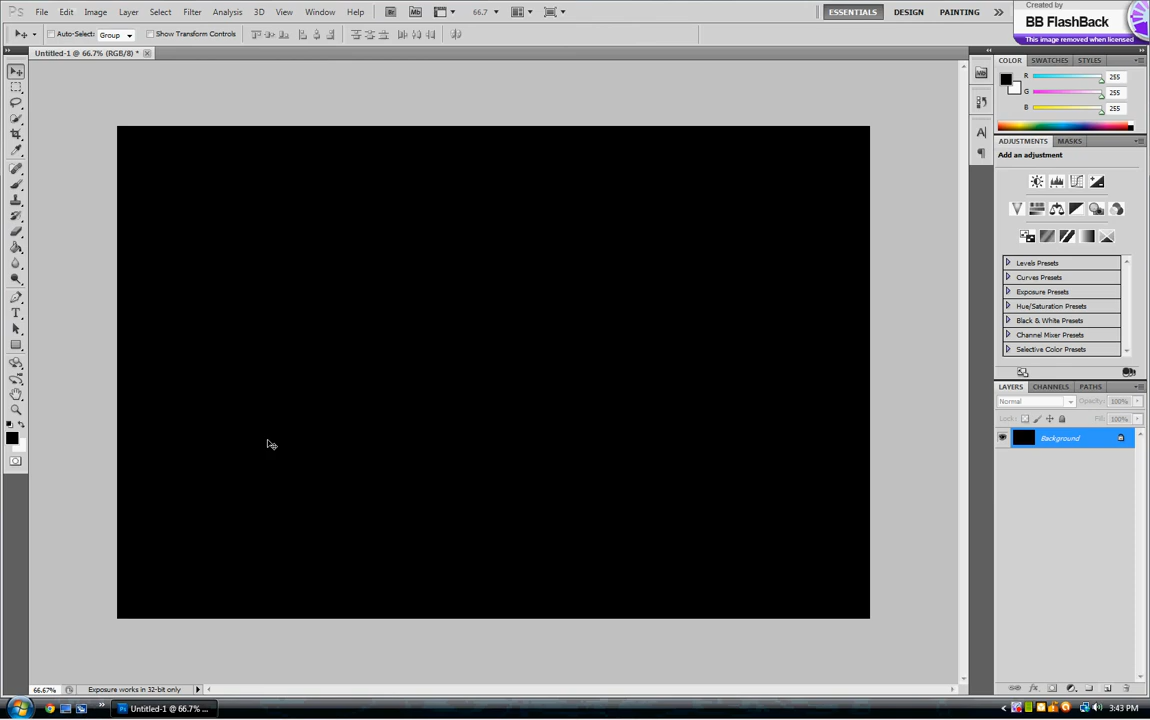 Ps File Edit Image Layer Select Filter Analysis 3D View Window Help Br Mb 66.7 ESSENTIALS DESIGN PAINTING
Created by
BB FlashBack
This image removed when licensed
Auto-Select: Group Show Transform Controls
Untitled-1 @ 66.7% (RGB/8) *
COLOR SWATCHES STYLES
R 255
G 255
B 255
ADJUSTMENTS MASKS
Add an adjustment
Levels Presets
Curves Presets
Exposure Presets
Hue/Saturation Presets
Black & White Presets
Channel Mixer Presets
Selective Color Presets
LAYERS CHANNELS PATHS
Normal Opacity: 100%
Lock: Fill: 100%
Background
66.67% Exposure works in 32-bit only
Untitled-1 @ 66.7% ... 3:43 PM